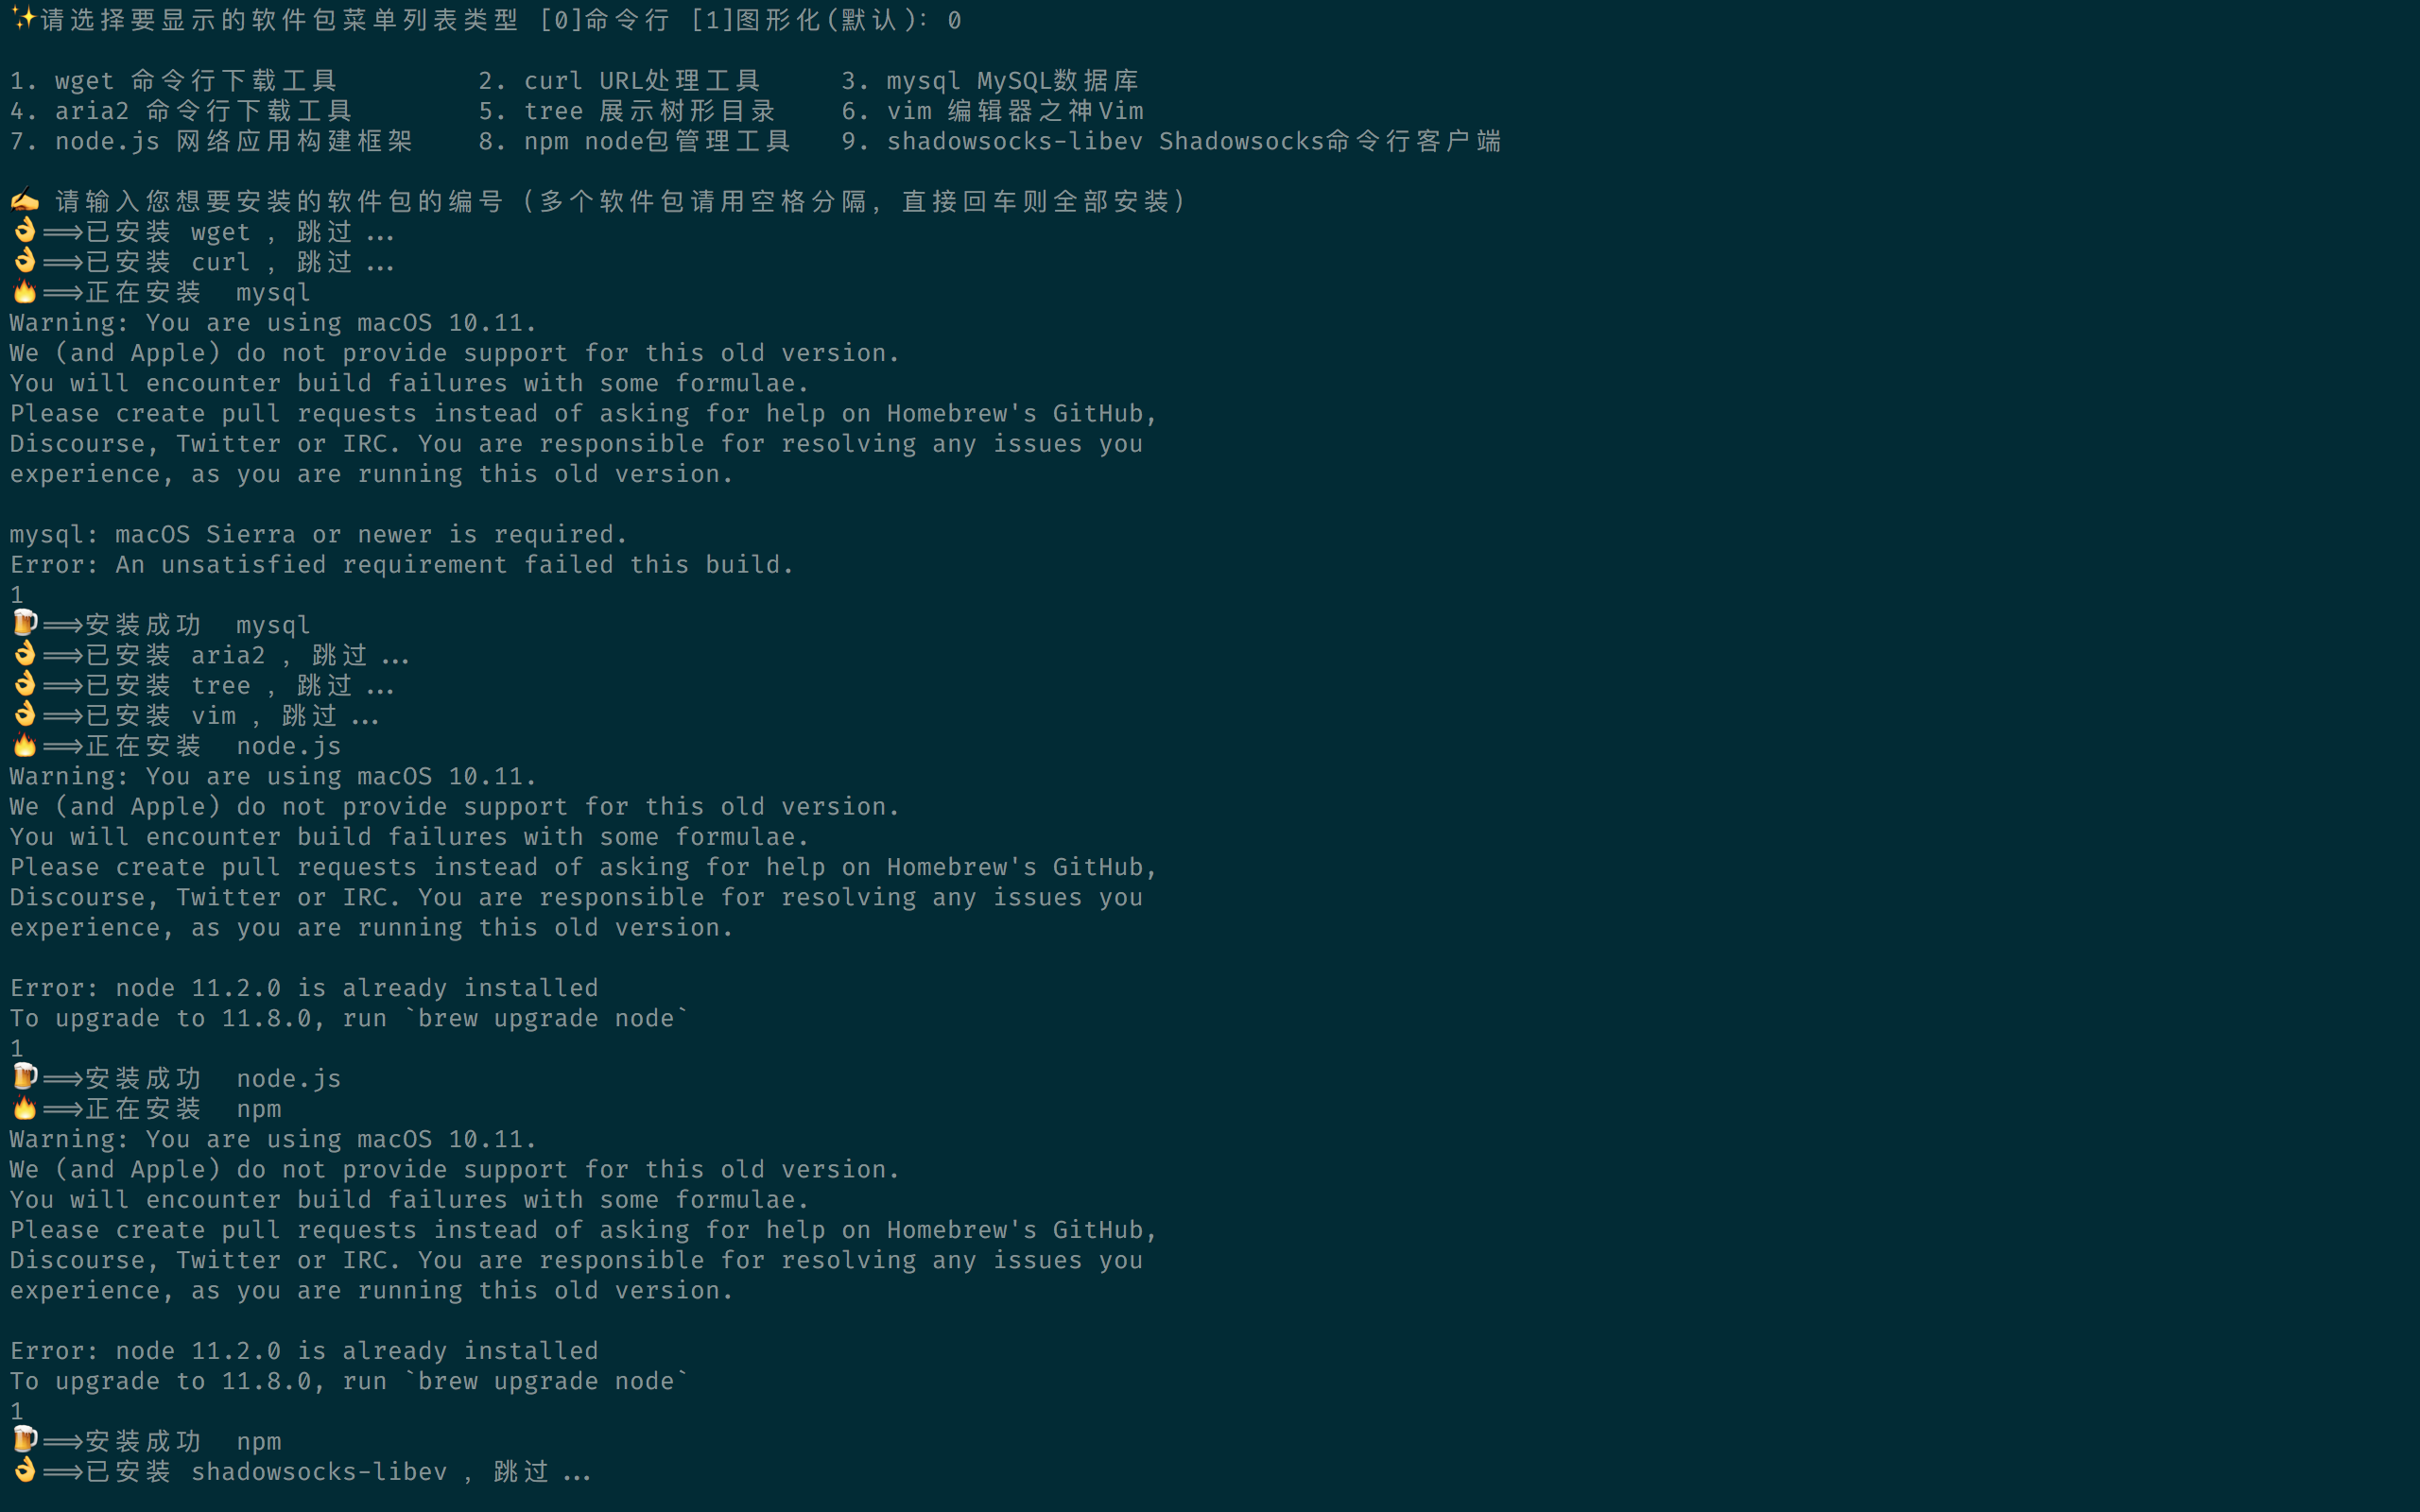 ✨请选择要显示的软件包菜单列表类型 [0]命令行 [1]图形化(默认): 0
1. wget 命令行下载工具 2. curl URL处理工具 3. mysql MySQL数据库
4. aria2 命令行下载工具 5. tree 展示树形目录 6. vim 编辑器之神Vim
7. node.js 网络应用构建框架 8. npm node包管理工具 9. shadowsocks-libev Shadowsocks命令行客户端
✍️ 请输入您想要安装的软件包的编号（多个软件包请用空格分隔, 直接回车则全部安装）
👌==>已安装 wget , 跳过 ...
👌==>已安装 curl , 跳过 ...
🔥==>正在安装 mysql
Warning: You are using macOS 10.11.
We (and Apple) do not provide support for this old version.
You will encounter build failures with some formulae.
Please create pull requests instead of asking for help on Homebrew's GitHub,
Discourse, Twitter or IRC. You are responsible for resolving any issues you
experience, as you are running this old version.
mysql: macOS Sierra or newer is required.
Error: An unsatisfied requirement failed this build.
1
🍺==>安装成功 mysql
👌==>已安装 aria2 , 跳过 ...
👌==>已安装 tree , 跳过 ...
👌==>已安装 vim , 跳过 ...
🔥==>正在安装 node.js
Warning: You are using macOS 10.11.
We (and Apple) do not provide support for this old version.
You will encounter build failures with some formulae.
Please create pull requests instead of asking for help on Homebrew's GitHub,
Discourse, Twitter or IRC. You are responsible for resolving any issues you
experience, as you are running this old version.
Error: node 11.2.0 is already installed
To upgrade to 11.8.0, run `brew upgrade node`
1
🍺==>安装成功 node.js
🔥==>正在安装 npm
Warning: You are using macOS 10.11.
We (and Apple) do not provide support for this old version.
You will encounter build failures with some formulae.
Please create pull requests instead of asking for help on Homebrew's GitHub,
Discourse, Twitter or IRC. You are responsible for resolving any issues you
experience, as you are running this old version.
Error: node 11.2.0 is already installed
To upgrade to 11.8.0, run `brew upgrade node`
1
🍺==>安装成功 npm
👌==>已安装 shadowsocks-libev , 跳过 ...